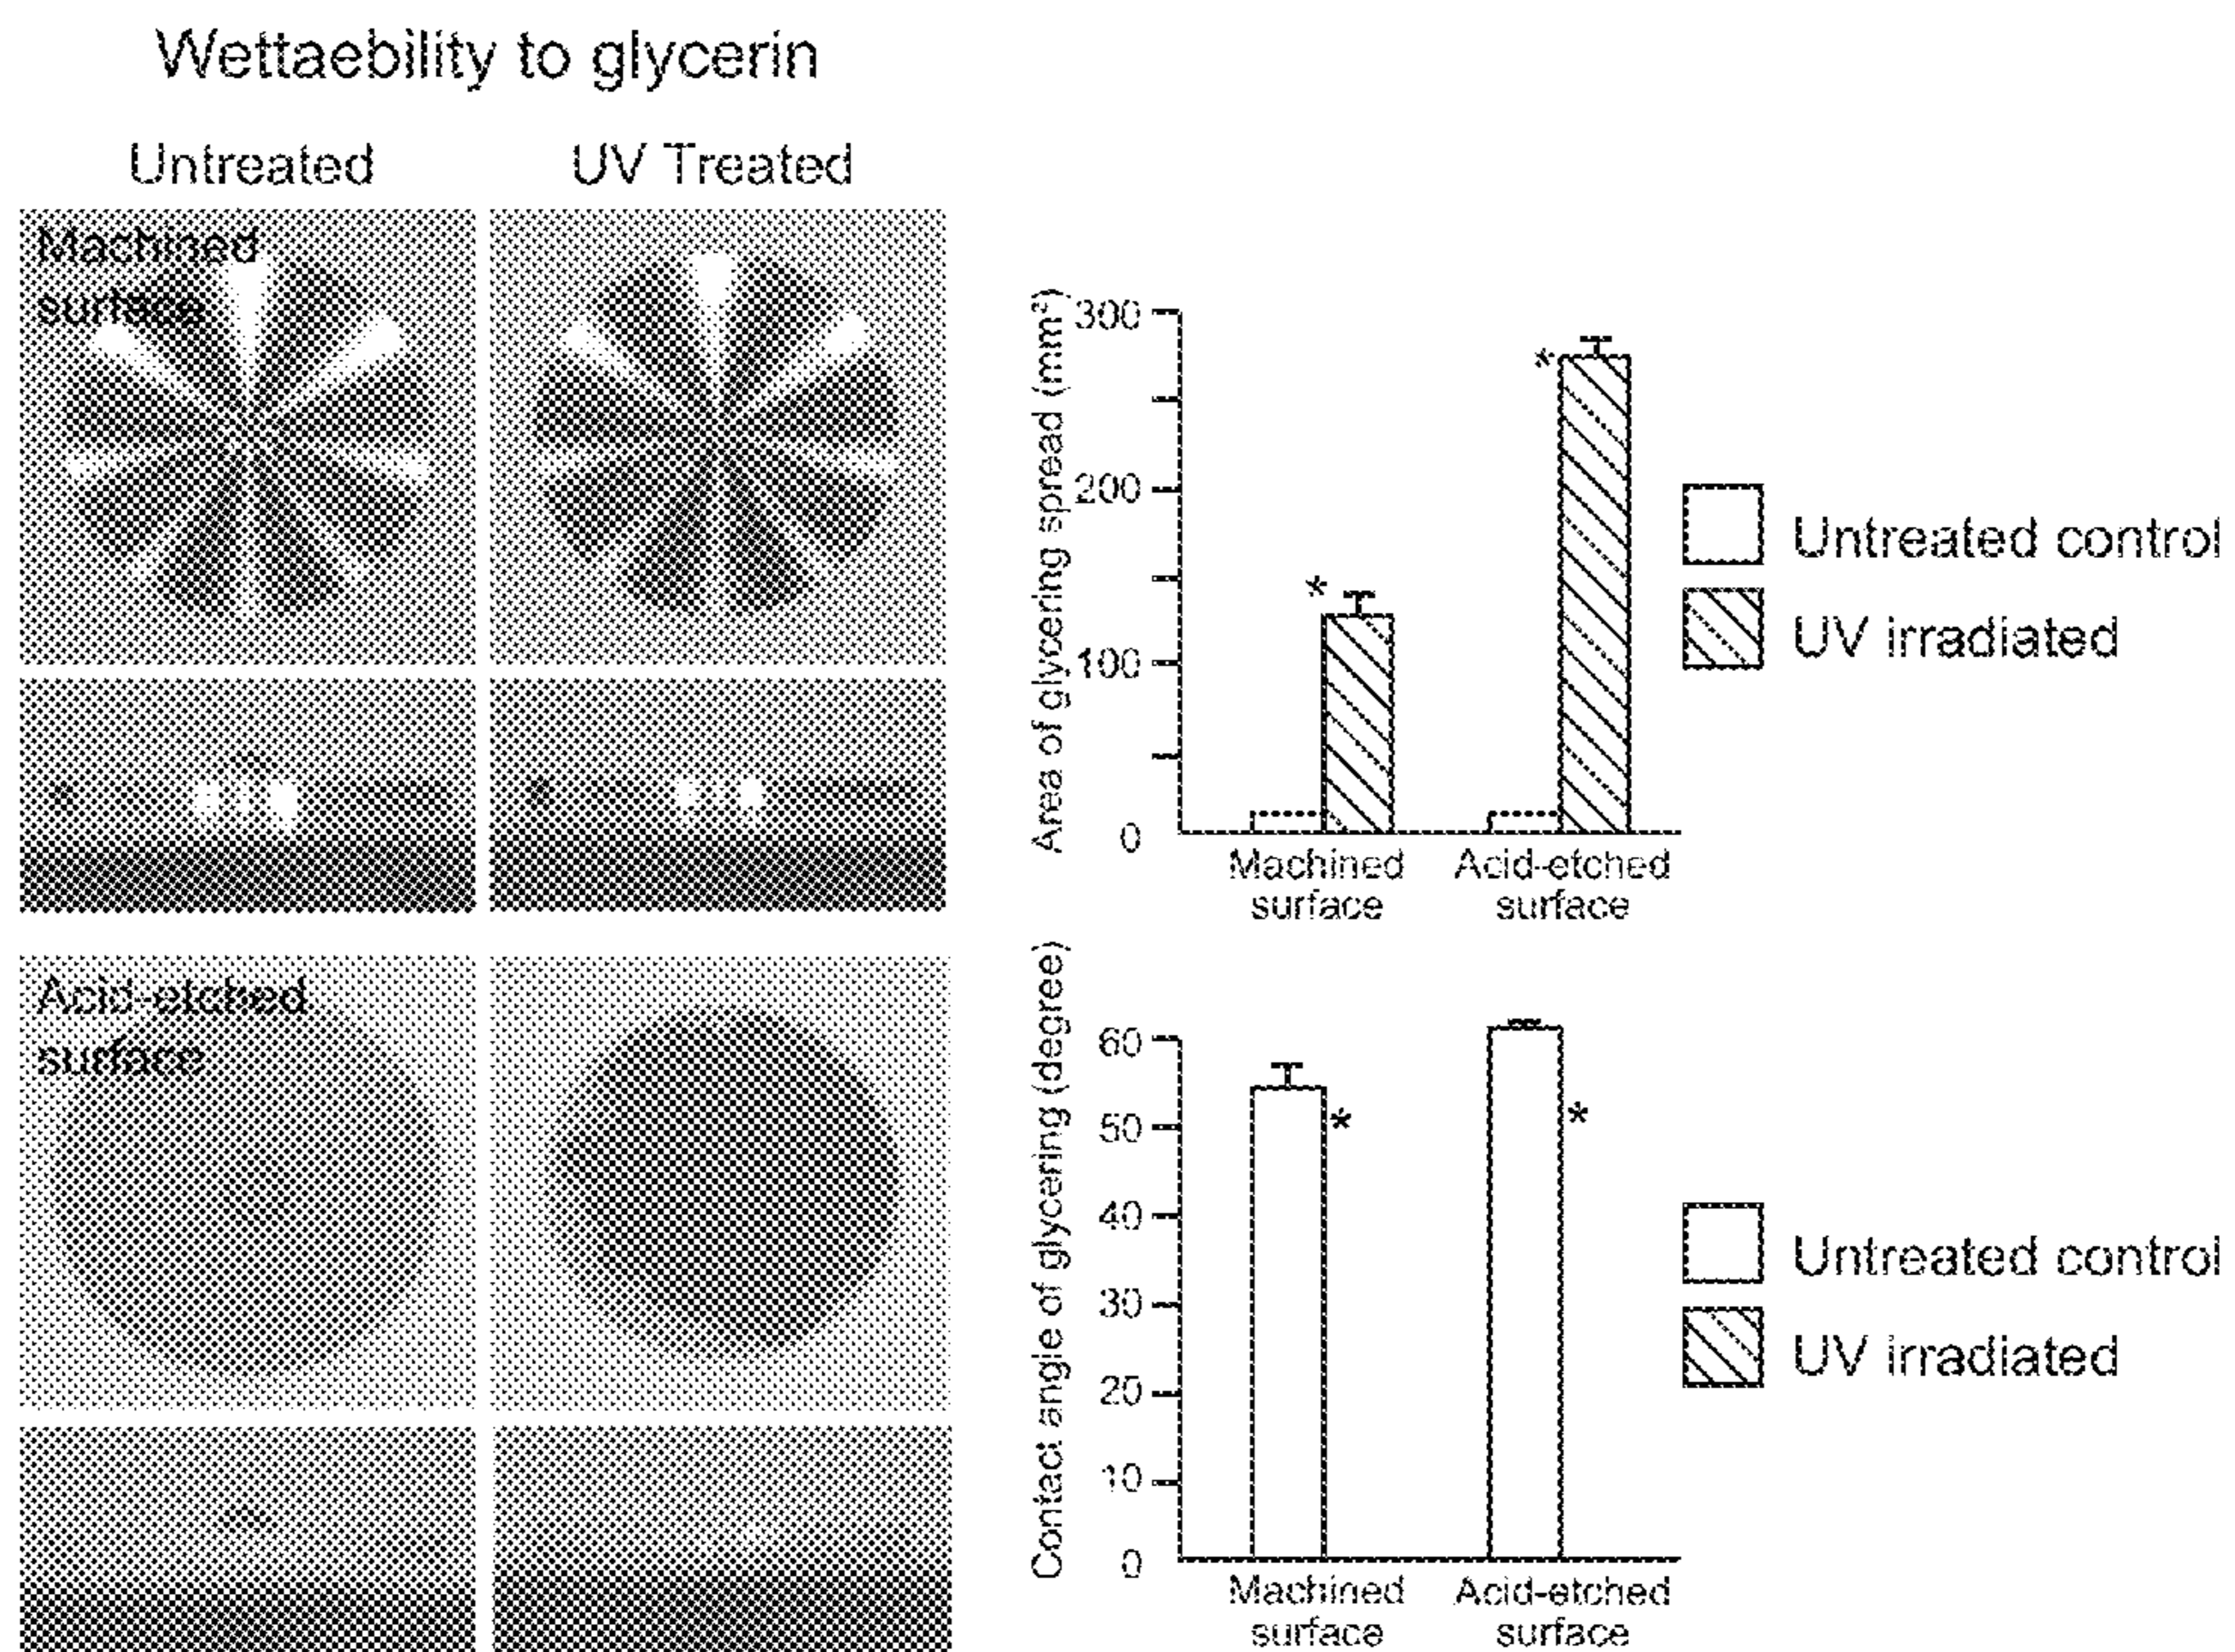 Wettaebility to glycerin
Untreated
UV Treated
Machined
surface
Acid-etched
surface
Area of glycering spread (mm²)
300
200
100
0
*
*
Machined
surface
Acid-etched
surface
Untreated control
UV irradiated
Contact angle of glycering (degree)
60
50
40
30
20
10
0
*
*
Machined
surface
Acid-etched
surface
Untreated control
UV irradiated